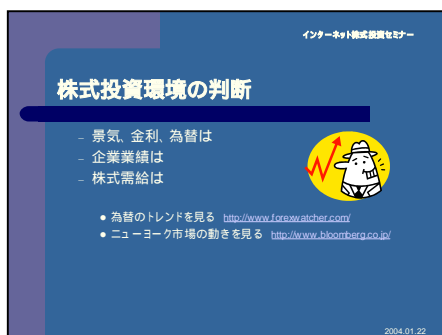 インターネット株式投資セミナー
株式投資環境の判断
– 景気、金利、為替は
– 企業業績は
– 株式需給は
● 為替のトレンドを見る http://www.forexwatcher.com/
● ニューヨーク市場の動きを見る http://www.bloomberg.co.jp/
2004.01.22